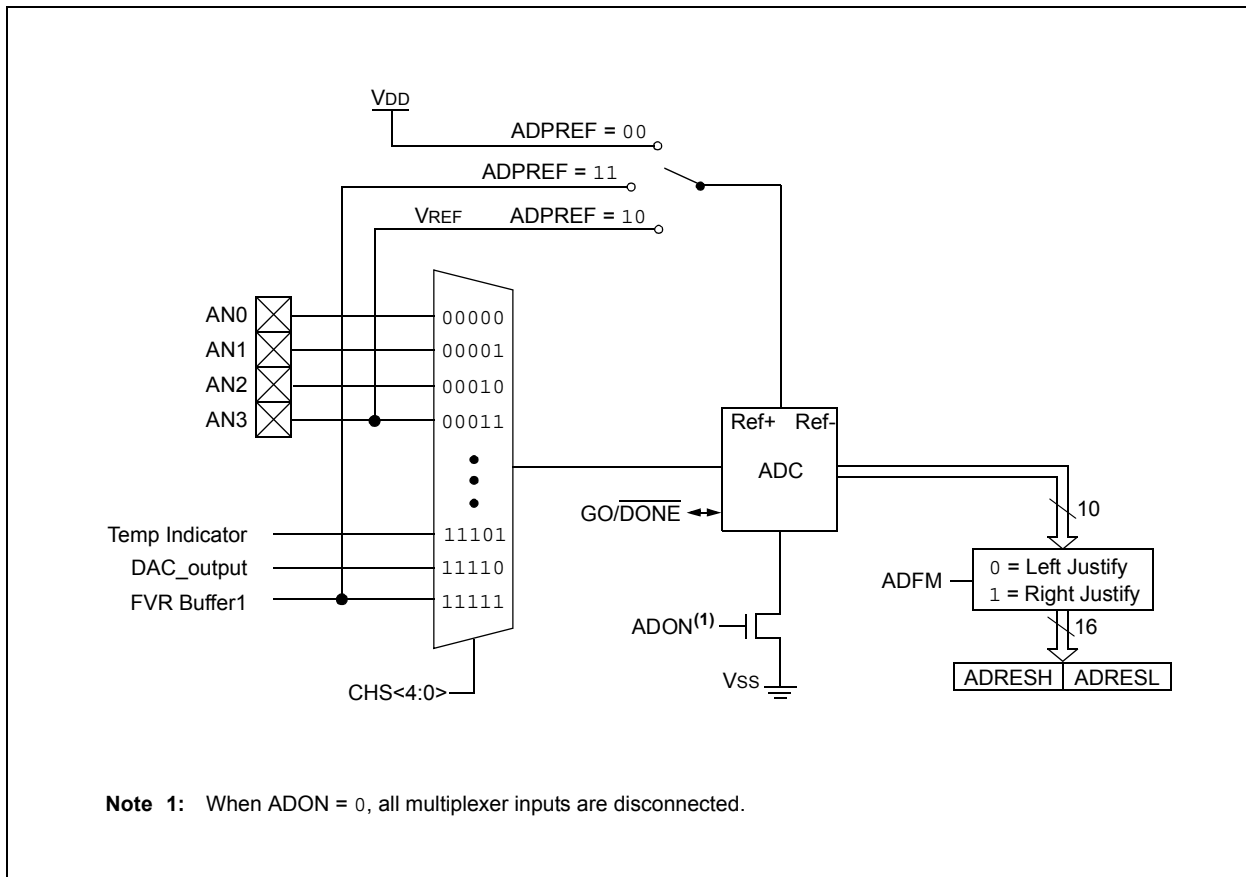 VDD
ADPREF = 00
ADPREF = 11
VREF ADPREF = 10
AN0
AN1
AN2
AN3
00000
00001
00010
00011
Temp Indicator
DAC_output
FVR Buffer1
11101
11110
11111
CHS<4:0>
Ref+ Ref-
ADC
GO/DONE
ADON(1)
VSS
10
ADFM
0 = Left Justify
1 = Right Justify
16
ADRESH ADRESL
Note 1: When ADON = 0, all multiplexer inputs are disconnected.